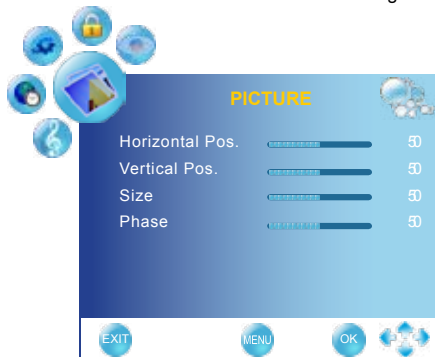 PICTURE
Horizontal Pos. 50
Vertical Pos. 50
Size 50
Phase 50
EXIT MENU OK